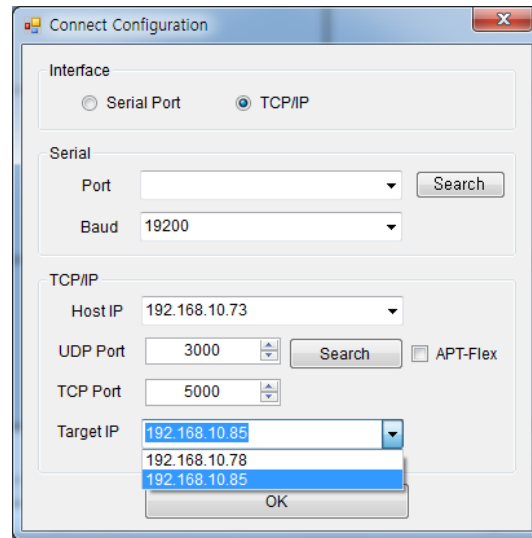 Connect Configuration
Interface
Serial Port TCP/IP
Serial
Port Search
Baud 19200
TCP/IP
Host IP 192.168.10.73
UDP Port 3000 Search APT-Flex
TCP Port 5000
Target IP 192.168.10.85
192.168.10.78
192.168.10.85
OK